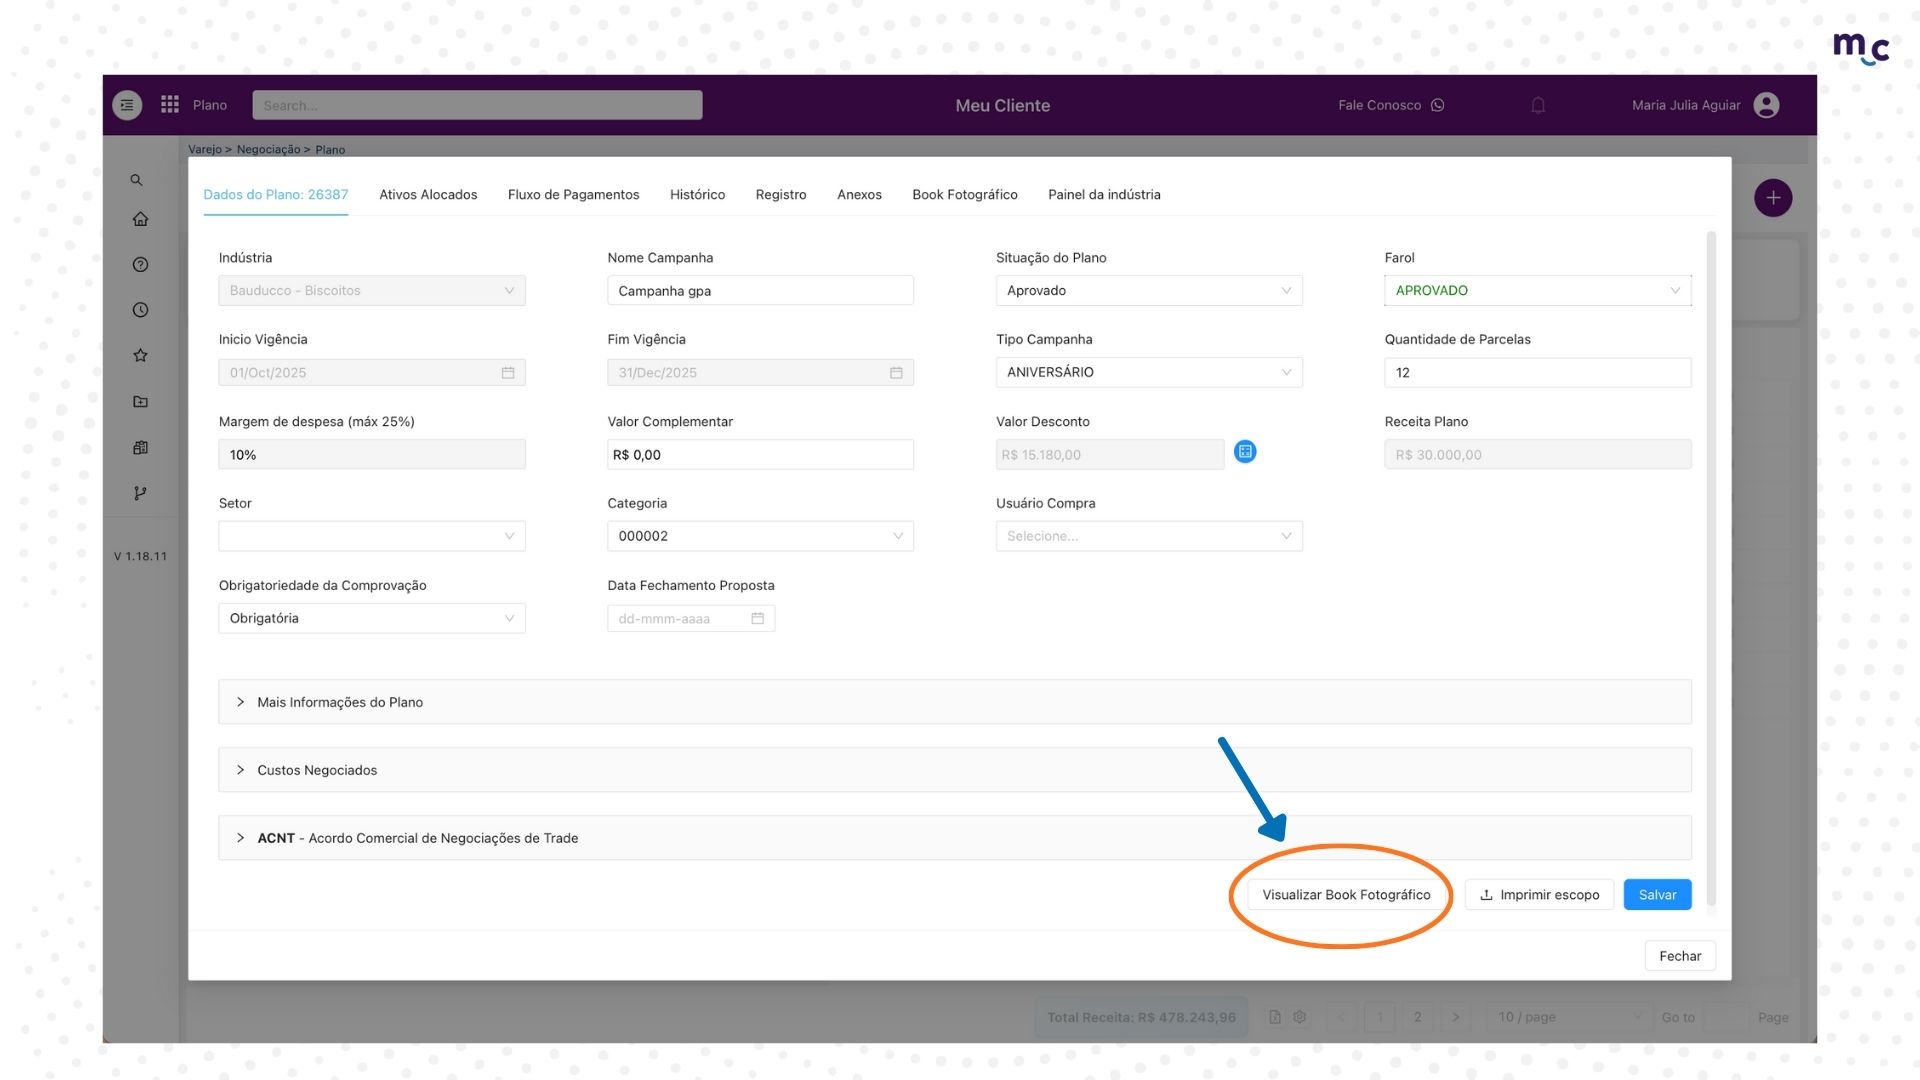 mc
Plano
Search...
Meu Cliente
Fale Conosco
Maria Julia Aguiar
Varejo > Negociação > Plano
Dados do Plano: 26387
Ativos Alocados
Fluxo de Pagamentos
Histórico
Registro
Anexos
Book Fotográfico
Painel da indústria
Indústria
Nome Campanha
Situação do Plano
Farol
Bauducco - Biscoitos
Campanha gpa
Aprovado
APROVADO
Inicio Vigência
Fim Vigência
Tipo Campanha
Quantidade de Parcelas
01/Oct/2025
31/Dec/2025
ANIVERSÁRIO
12
Margem de despesa (máx 25%)
Valor Complementar
Valor Desconto
Receita Plano
10%
R$ 0,00
R$ 15.180,00
R$ 30.000,00
Setor
Categoria
Usuário Compra
000002
Selecione...
V 1.18.11
Obrigatoriedade da Comprovação
Data Fechamento Proposta
Obrigatória
dd-mmm-aaaa
Mais Informações do Plano
Custos Negociados
ACNT - Acordo Comercial de Negociações de Trade
Visualizar Book Fotográfico
Imprimir escopo
Salvar
Fechar
Total Receita: R$ 478.243,96
< 1 2 >
10 / page
Go to
Page